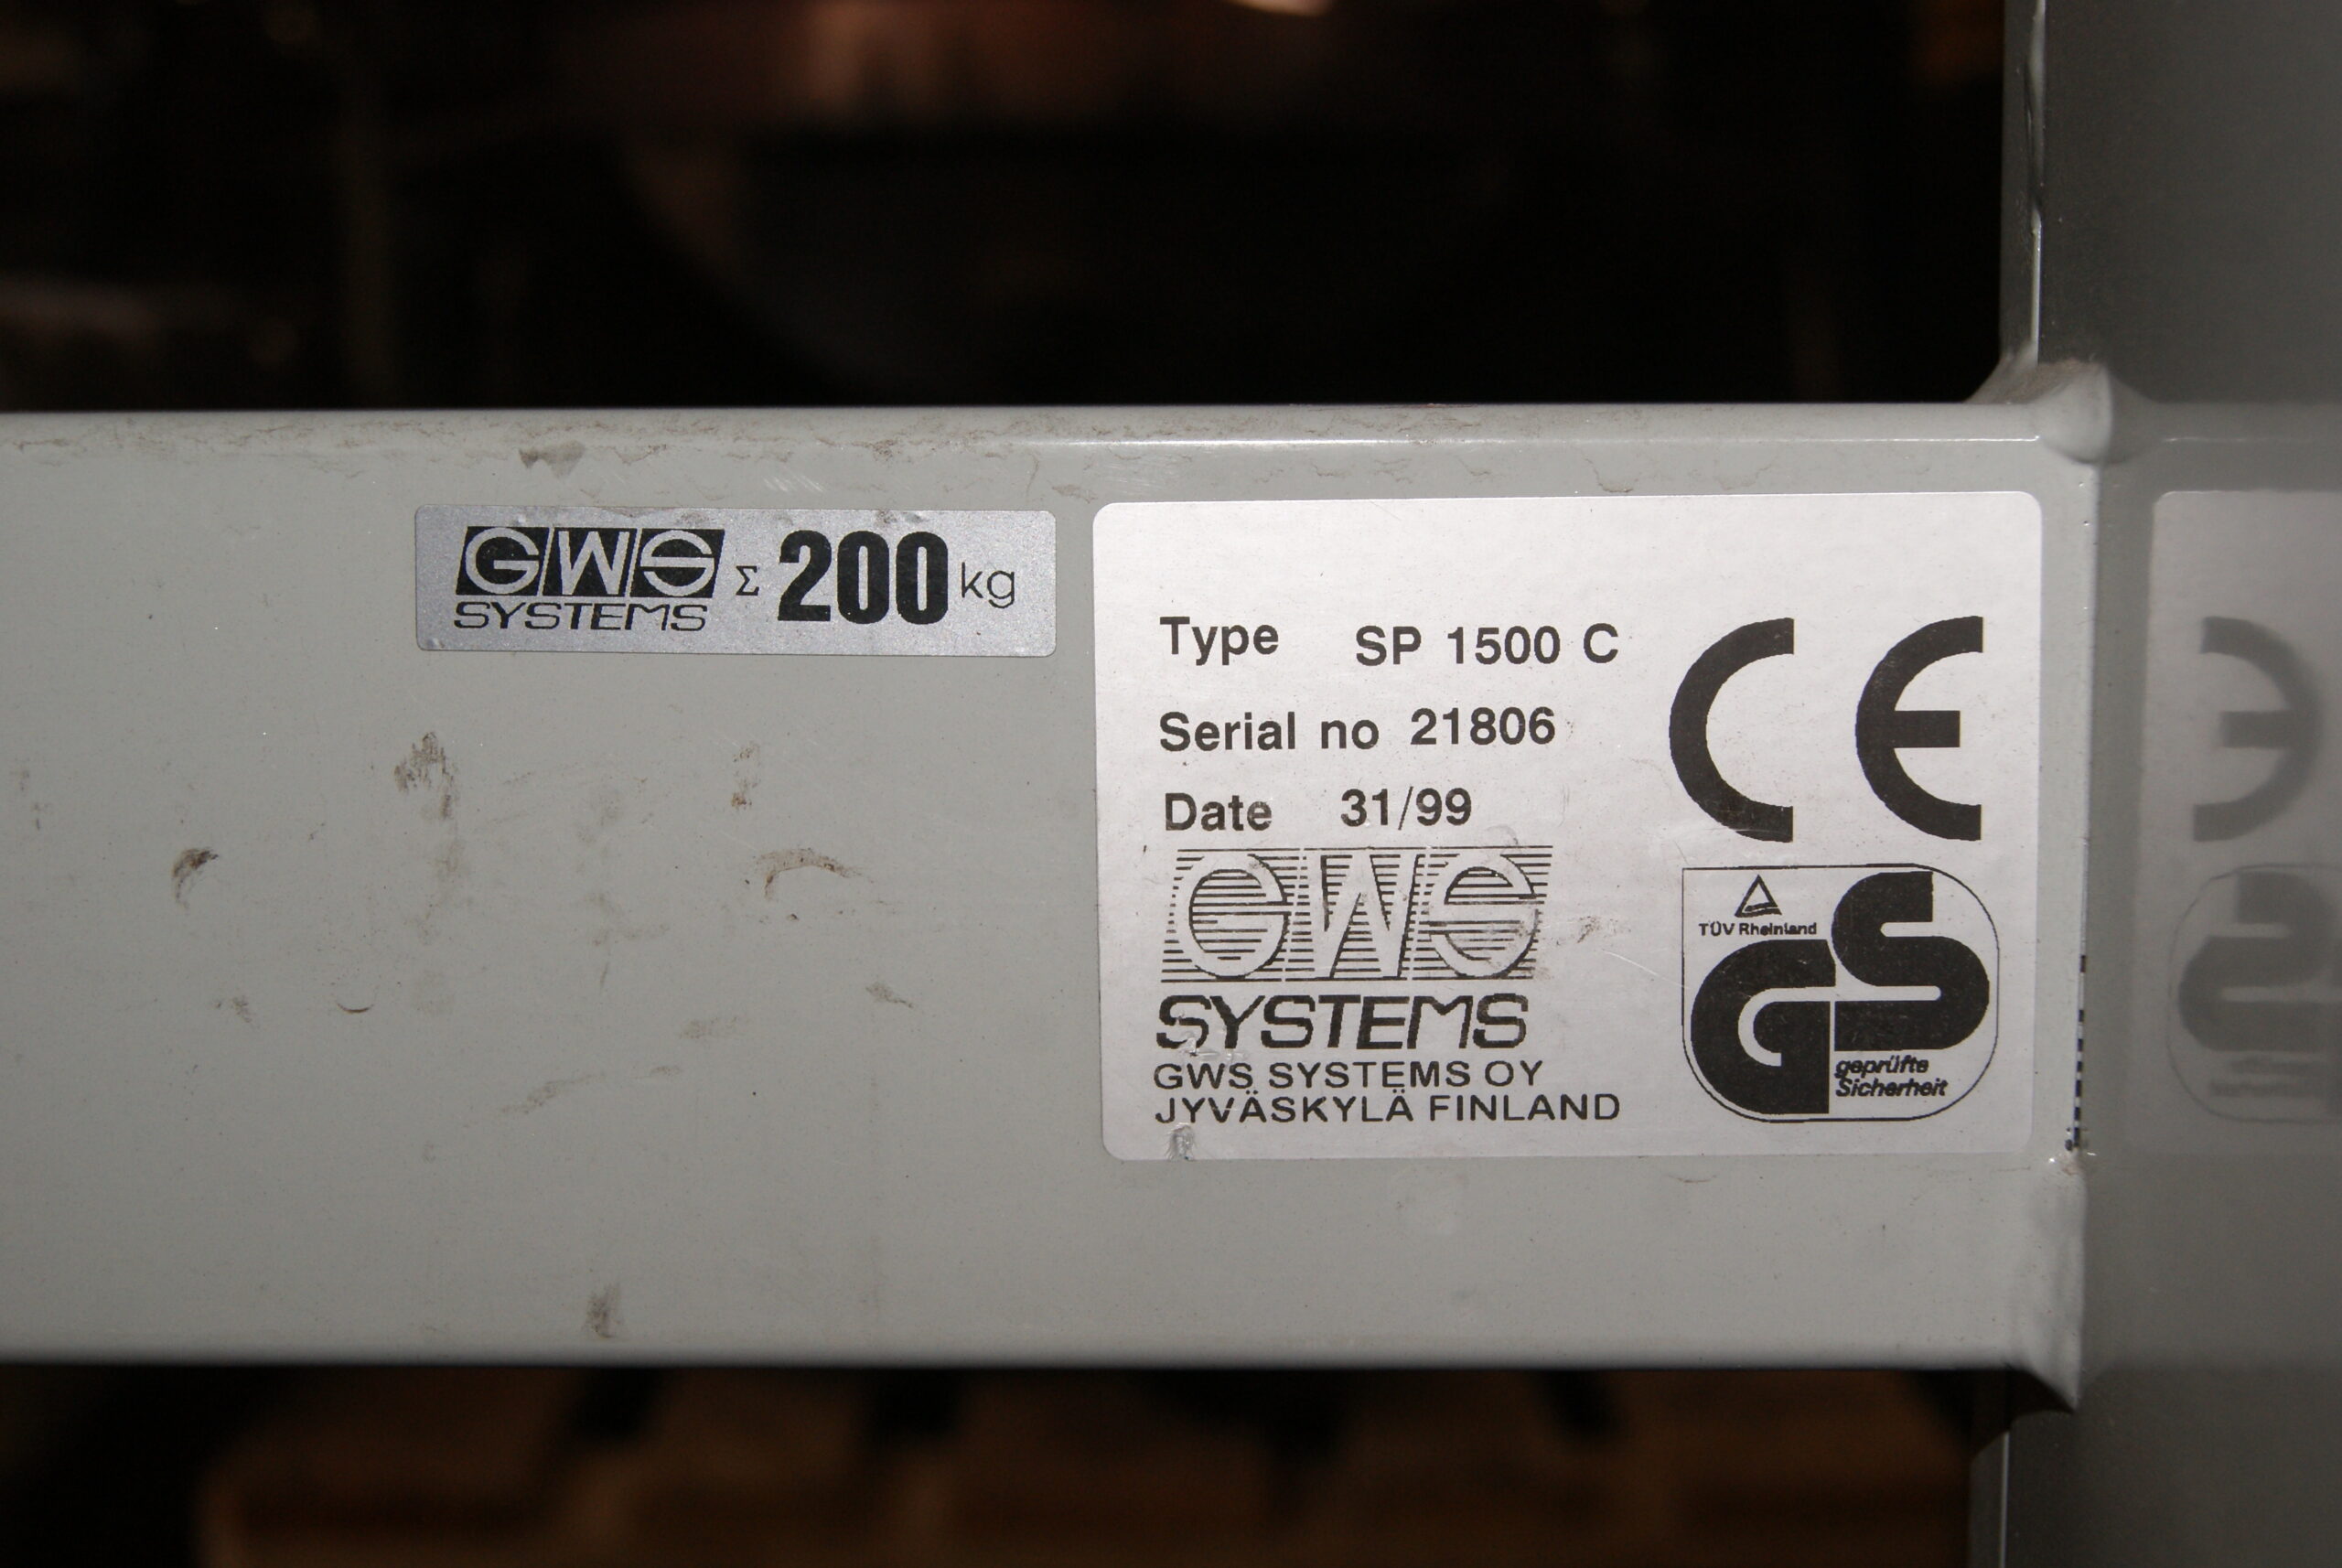 GWS Σ 200 kg
SYSTEMS
Type SP 1500 C
Serial no 21806
Date 31/99
GWS
SYSTEMS
GWS SYSTEMS OY
JYVÄSKYLÄ FINLAND
CE
TÜV Rheinland
GS
geprüfte
Sicherheit